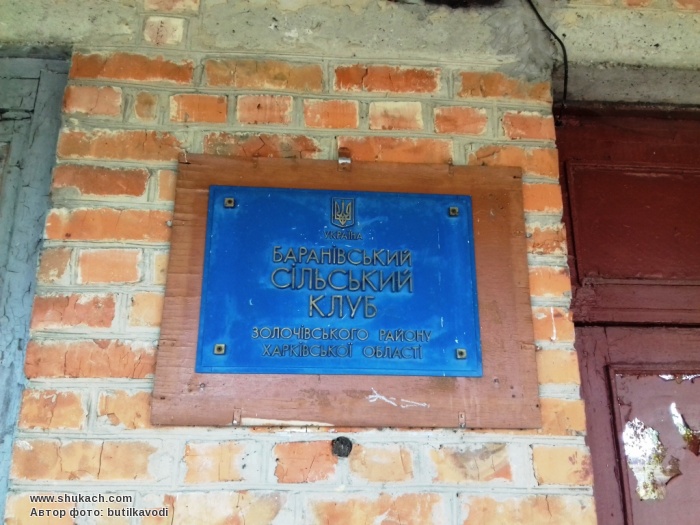 УКРАЇНА
БАРАНІВСЬКИЙ
СІЛЬСЬКИЙ
КЛУБ
ЗОЛОЧІВСЬКОГО РАЙОНУ
ХАРКІВСЬКОЇ ОБЛАСТІ
www.shukach.com
Автор фото: butilkavodi